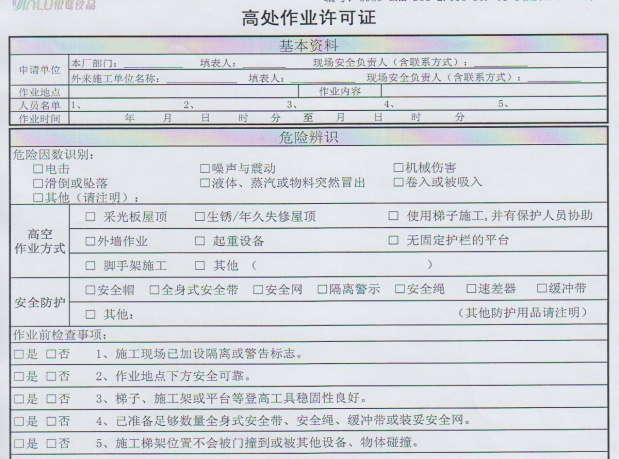 高处作业许可证
基本资料
申请单位 本厂部门： 填表人： 现场安全负责人（含联系方式）：
外来施工单位名称： 填表人： 现场安全负责人（含联系方式）：
作业地点 作业内容
人员名单 1、 2、 3、 4、 5、
作业时间 年 月 日 时 分 至 月 日 时 分
危险辨识
危险因数识别：
□电击 □噪声与震动 □机械伤害
□滑倒或坠落 □液体、蒸汽或物料突然冒出 □卷入或被吸入
□其他（请注明）：
高空作业方式 □ 采光板屋顶 □生锈/年久失修屋顶 □ 使用梯子施工,并有保护人员协助
□外墙作业 □ 起重设备 □ 无固定护栏的平台
□ 脚手架施工 □ 其他 （ ）
安全防护 □安全帽 □全身式安全带 □安全网 □隔离警示 □安全绳 □速差器 □缓冲带
□ 其他： （其他防护用品请注明）
作业前检查事项：
□是 □否 1、施工现场已加设隔离或警告标志。
□是 □否 2、作业地点下方安全可靠。
□是 □否 3、梯子、施工架或平台等登高工具稳固性良好。
□是 □否 4、已准备足够数量全身式安全带、安全绳、缓冲带或装妥安全网。
□是 □否 5、施工梯架位置不会被门撞到或被其他设备、物体碰撞。